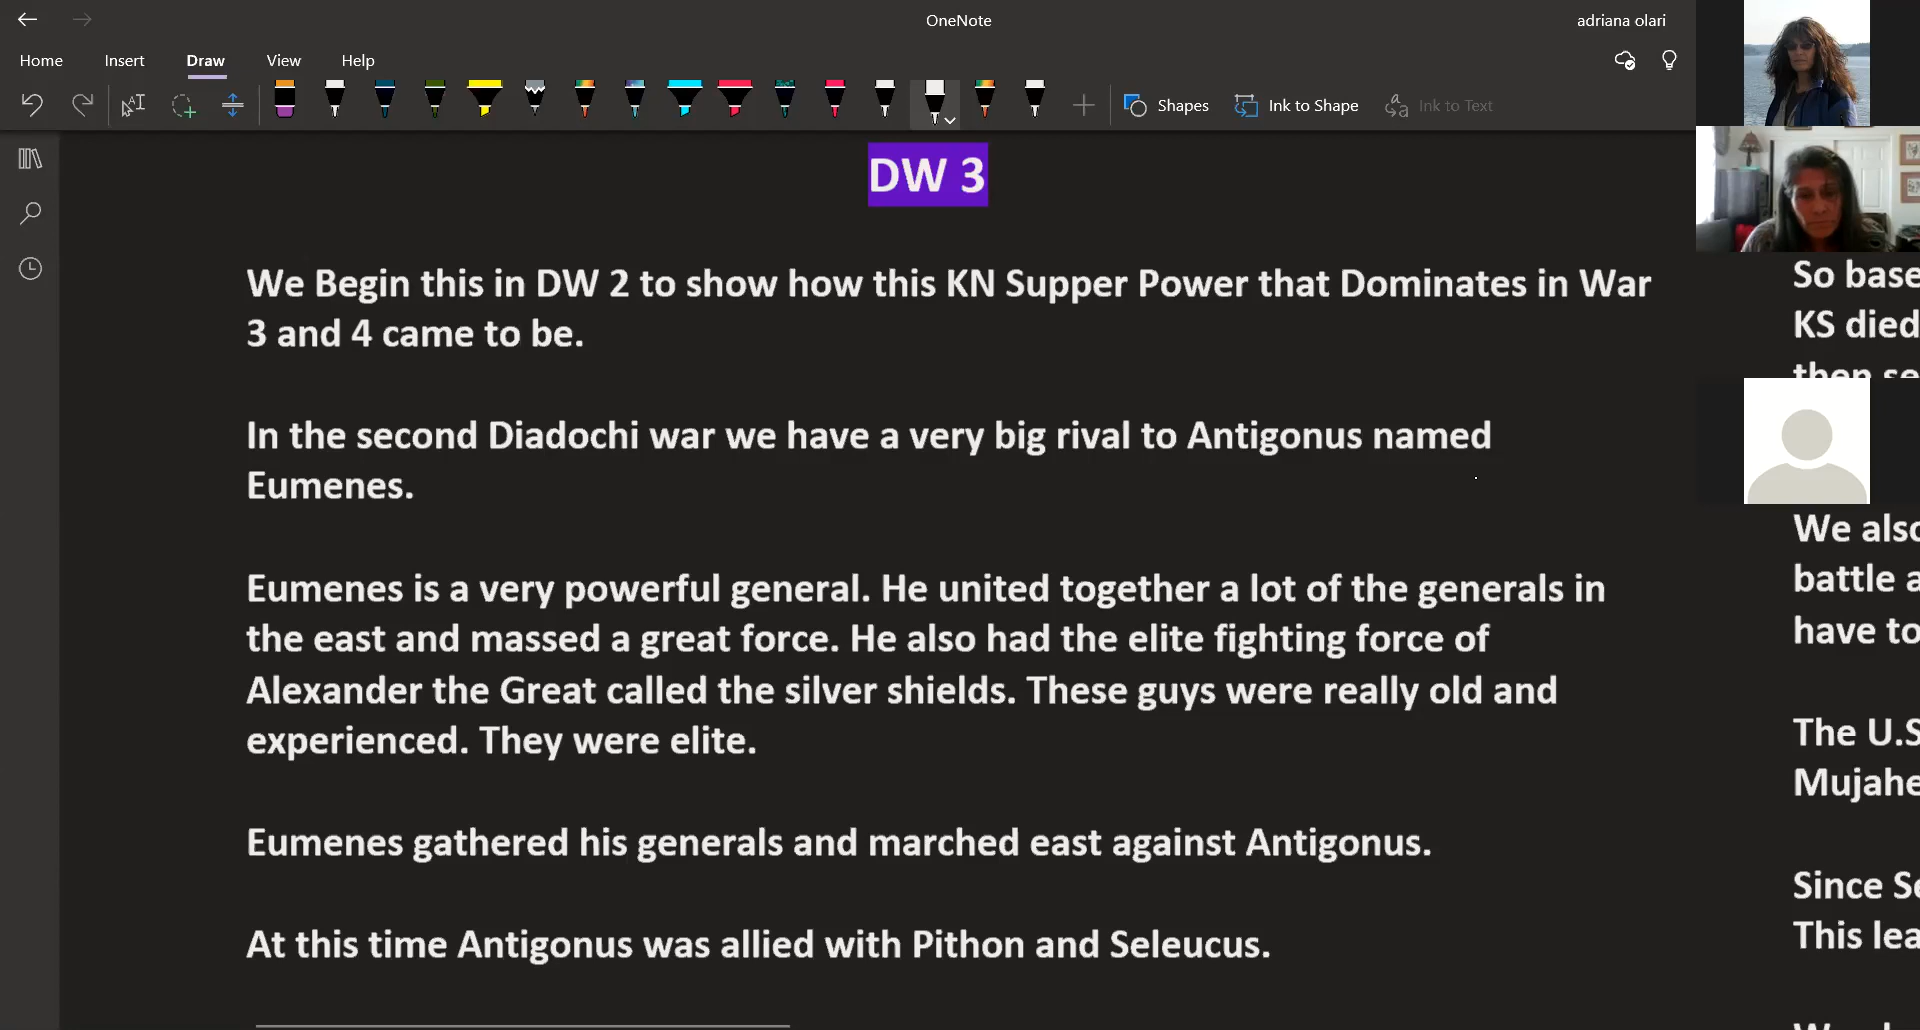 OneNote
adriana olari
Home Insert Draw View Help
Shapes Ink to Shape Ink to Text
DW 3
We Begin this in DW 2 to show how this KN Supper Power that Dominates in War
3 and 4 came to be.
In the second Diadochi war we have a very big rival to Antigonus named
Eumenes.
Eumenes is a very powerful general. He united together a lot of the generals in
the east and massed a great force. He also had the elite fighting force of
Alexander the Great called the silver shields. These guys were really old and
experienced. They were elite.
Eumenes gathered his generals and marched east against Antigonus.
At this time Antigonus was allied with Pithon and Seleucus.
So base
KS died
then se
We also
battle a
have to
The U.S
Mujahe
Since Se
This lea